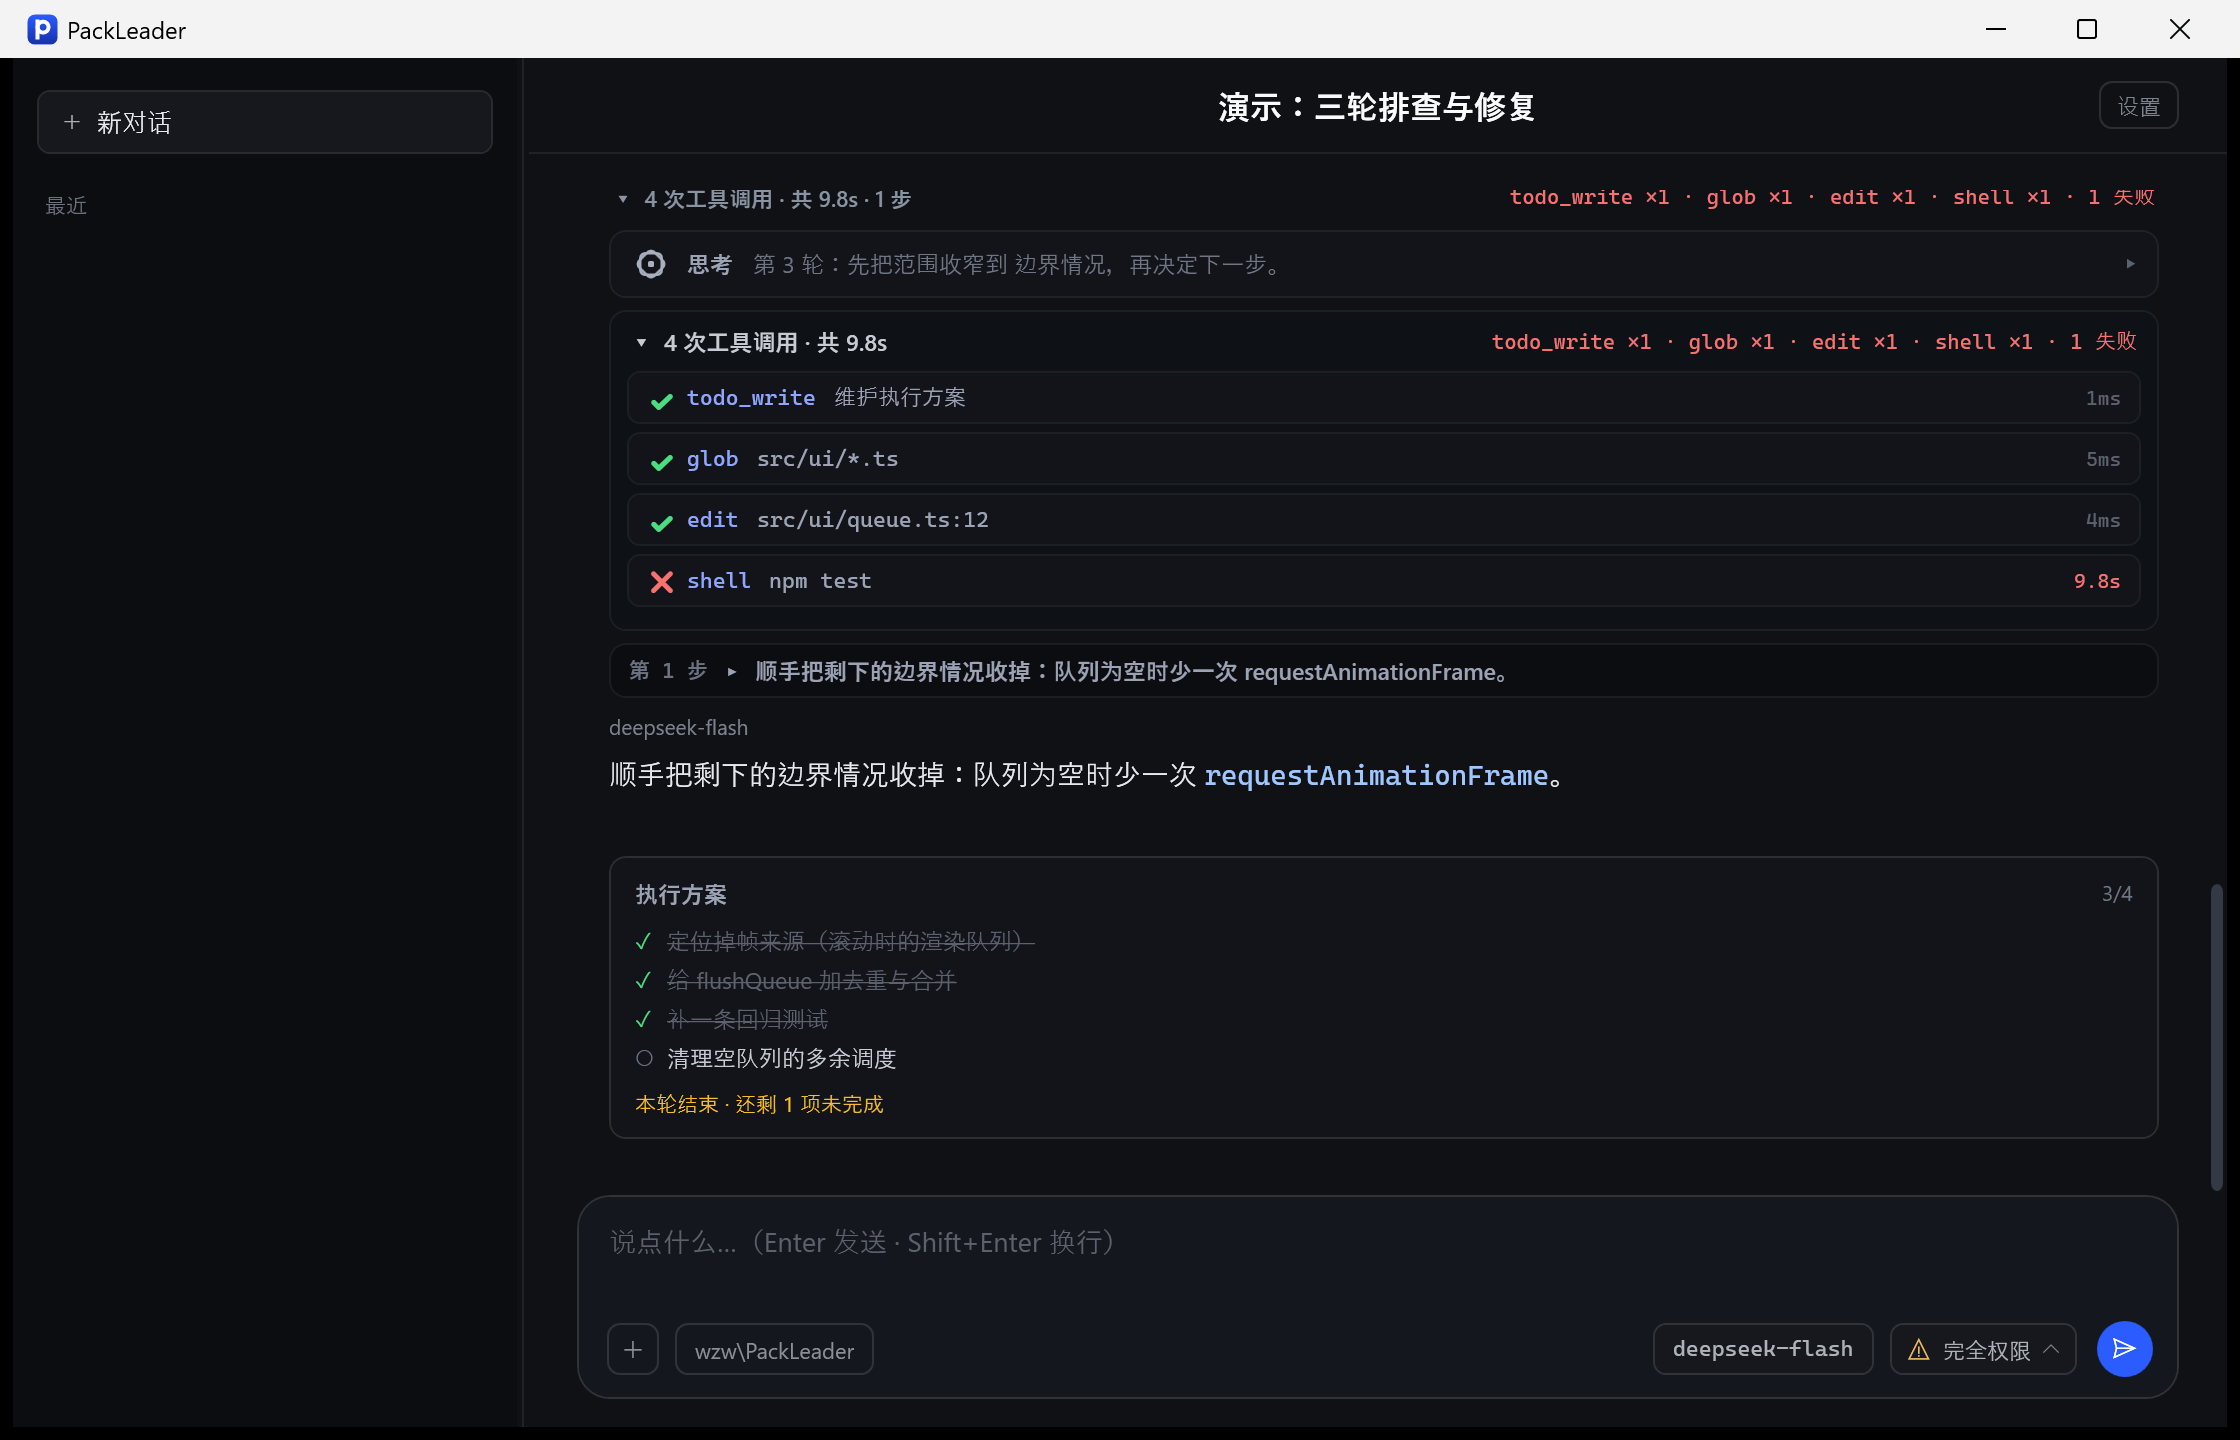 PackLeader
+ 新对话
最近
演示：三轮排查与修复
设置
▾ 4 次工具调用 · 共 9.8s · 1 步 todo_write ×1 · glob ×1 · edit ×1 · shell ×1 · 1 失败
思考 第 3 轮：先把范围收窄到 边界情况，再决定下一步。 ▸
▾ 4 次工具调用 · 共 9.8s todo_write ×1 · glob ×1 · edit ×1 · shell ×1 · 1 失败
✔ todo_write 维护执行方案 1ms
✔ glob src/ui/*.ts 5ms
✔ edit src/ui/queue.ts:12 4ms
✖ shell npm test 9.8s
第 1 步 ▸ 顺手把剩下的边界情况收掉：队列为空时少一次 requestAnimationFrame。
deepseek-flash
顺手把剩下的边界情况收掉：队列为空时少一次 requestAnimationFrame。
执行方案 3/4
✓ 定位掉帧来源（滚动时的渲染队列）
✓ 给 flushQueue 加去重与合并
✓ 补一条回归测试
○ 清理空队列的多余调度
本轮结束 · 还剩 1 项未完成
说点什么…（Enter 发送 · Shift+Enter 换行）
+ wzw\PackLeader deepseek-flash ⚠ 完全权限